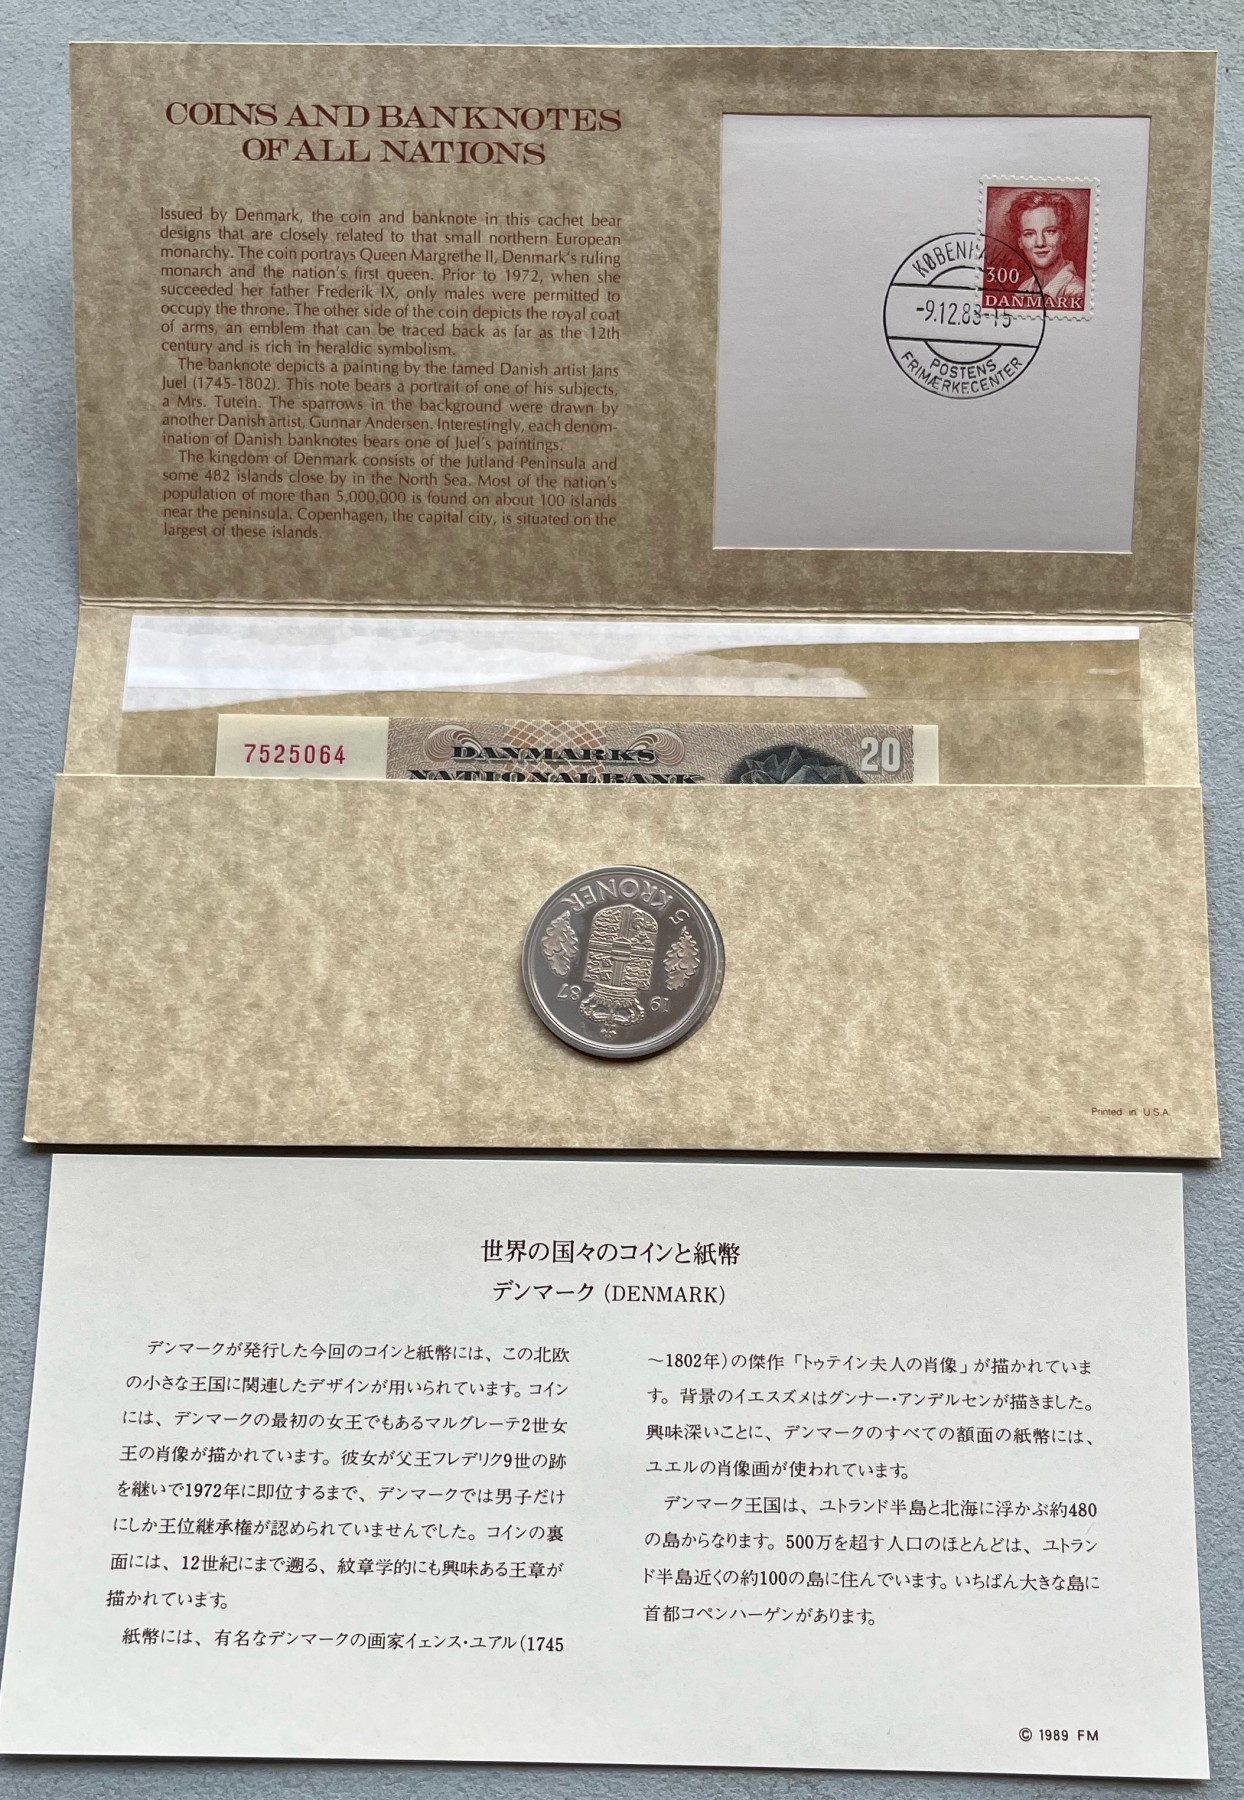 COINS AND BANKNOTES
OF ALL NATIONS
Issued by Denmark, the coin and banknote in this cachet bear
designs that are closely related to that small northern European
monarchy. The coin portrays Queen Margrethe II, Denmark's ruling
monarch and the nation's first queen. Prior to 1972, when she
succeeded her father Frederik IX, only males were permitted to
occupy the throne. The other side of the coin depicts the royal coat
of arms, an emblem that can be traced back as far as the 12th
century and is rich in heraldic symbolism.
The banknote depicts a painting by the famed Danish artist Jans
Juel (1745-1802). This note bears a portrait of one of his subjects,
a Mrs. Tutein. The sparrows in the background were drawn by
another Danish artist, Gunnar Andersen. Interestingly, each denom-
ination of Danish banknotes bears one of Juel's paintings.
The kingdom of Denmark consists of the Jutland Peninsula and
some 482 islands close by in the North Sea. Most of the nation's
population of more than 5,000,000 is found on about 100 islands
near the peninsula. Copenhagen, the capital city, is situated on the
largest of these islands.
300
DANMARK
KØBENHAVN
-9.12.88-15
POSTENS
FRIMÆRKECENTER
7525064
DANMARKS
NATIONALBANK
20
5 KRONER
19 87
Printed in U.S.A.
世界の国々のコインと紙幣
デンマーク (DENMARK)
デンマークが発行した今回のコインと紙幣には、この北欧
の小さな王国に関連したデザインが用いられています。コイン
には、デンマークの最初の女王でもあるマルグレーテ2世女
王の肖像が描かれています。彼女が父王フレデリク9世の跡
を継いで1972年に即位するまで、デンマークでは男子だけ
にしか王位継承権が認められていませんでした。コインの裏
面には、12世紀にまで遡る、紋章学的にも興味ある王章が
描かれています。
紙幣には、有名なデンマークの画家イェンス・ユアル(1745
～1802年)の傑作「トゥテイン夫人の肖像」が描かれていま
す。背景のイエスズメはグンナー・アンデルセンが描きました。
興味深いことに、デンマークのすべての額面の紙幣には、
ユエルの肖像画が使われています。
デンマーク王国は、ユトランド半島と北海に浮かぶ約480
の島からなります。500万を超す人口のほとんどは、ユトラン
ド半島近くの約100の島に住んでいます。いちばん大きな島に
首都コペンハーゲンがあります。
© 1989 FM